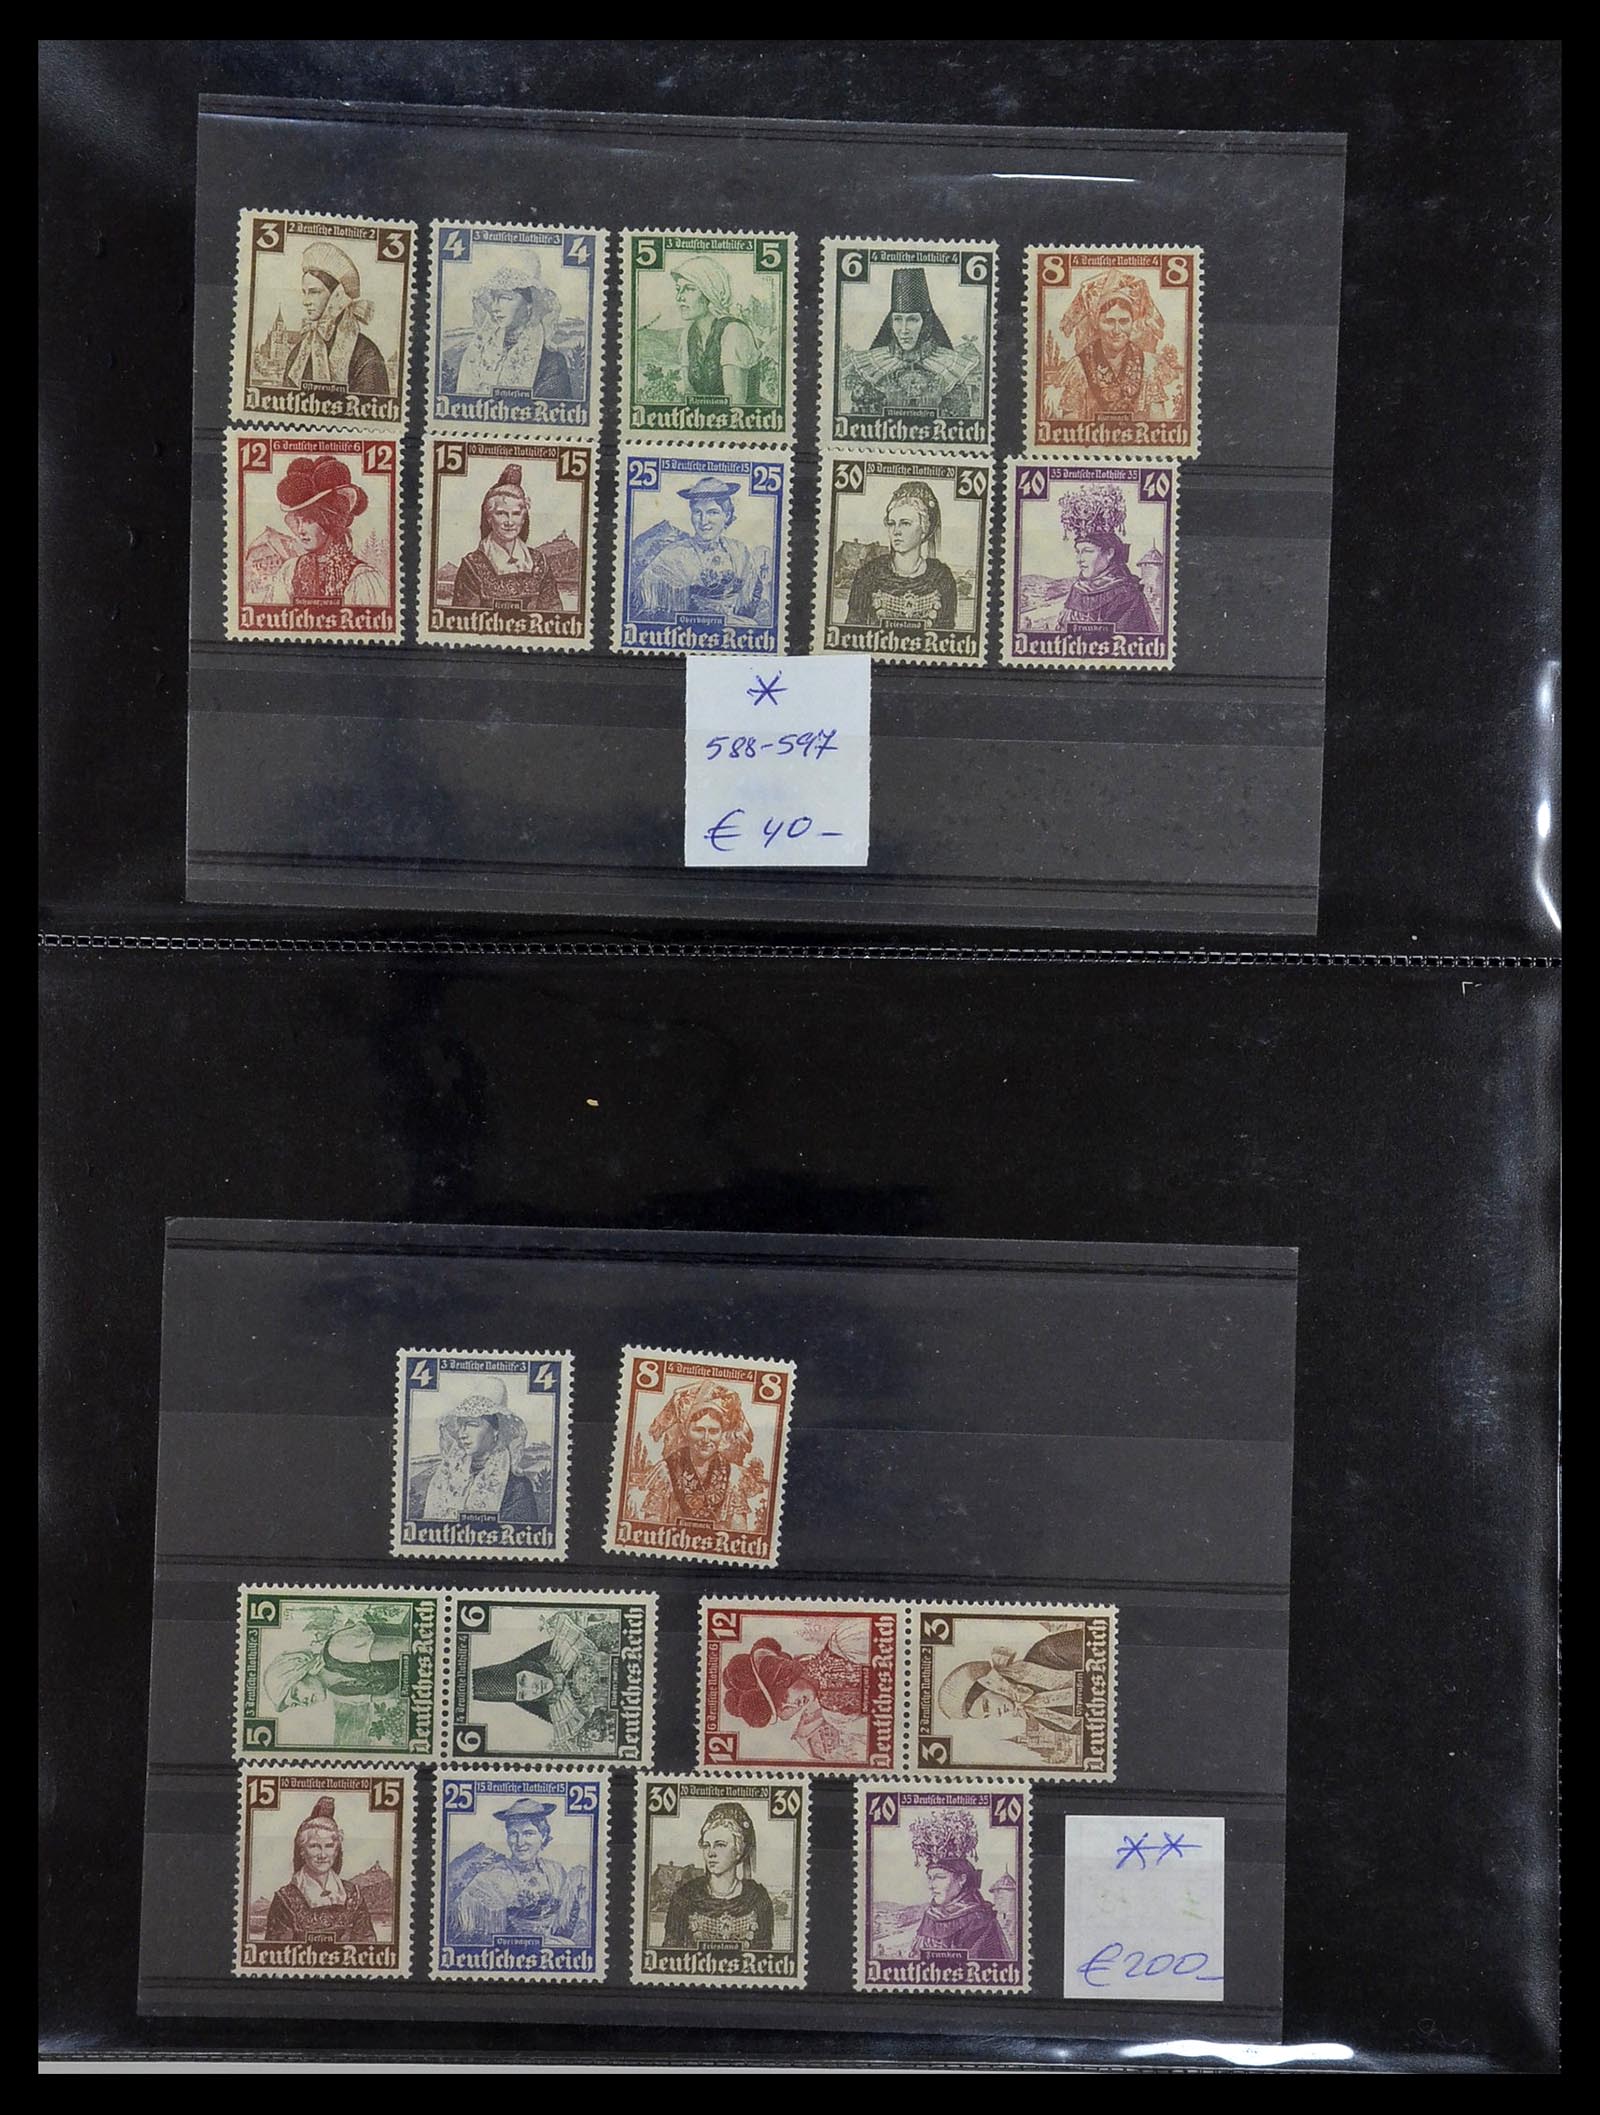 3 2 Deutsche Nothilfe 2 3
Ostpreußen
Deutsches Reich
4 3 Deutsche Nothilfe 3 4
Schlesien
Deutsches Reich
5 3 Deutsche Nothilfe 3 5
Rheinland
Deutsches Reich
6 4 Deutsche Nothilfe 4 6
Niedersachsen
Deutsches Reich
8 4 Deutsche Nothilfe 4 8
Kurmark
Deutsches Reich
12 6 Deutsche Nothilfe 6 12
Schwarzwald
Deutsches Reich
15 10 Deutsche Nothilfe 10 15
Hessen
Deutsches Reich
25 15 Deutsche Nothilfe 15 25
Oberbayern
Deutsches Reich
30 20 Deutsche Nothilfe 20 30
Friesland
Deutsches Reich
40 35 Deutsche Nothilfe 35 40
Franken
Deutsches Reich
*
588-597
€ 40-
4 3 Deutsche Nothilfe 3 4
Schlesien
Deutsches Reich
8 4 Deutsche Nothilfe 4 8
Kurmark
Deutsches Reich
5 3 Deutsche Nothilfe 3 5
Rheinland
Deutsches Reich
6 4 Deutsche Nothilfe 4 6
Niedersachsen
Deutsches Reich
12 6 Deutsche Nothilfe 6 12
Schwarzwald
Deutsches Reich
3 2 Deutsche Nothilfe 2 3
Ostpreußen
Deutsches Reich
15 10 Deutsche Nothilfe 10 15
Hessen
Deutsches Reich
25 15 Deutsche Nothilfe 15 25
Oberbayern
Deutsches Reich
30 20 Deutsche Nothilfe 20 30
Friesland
Deutsches Reich
40 35 Deutsche Nothilfe 35 40
Franken
Deutsches Reich
**
€200-